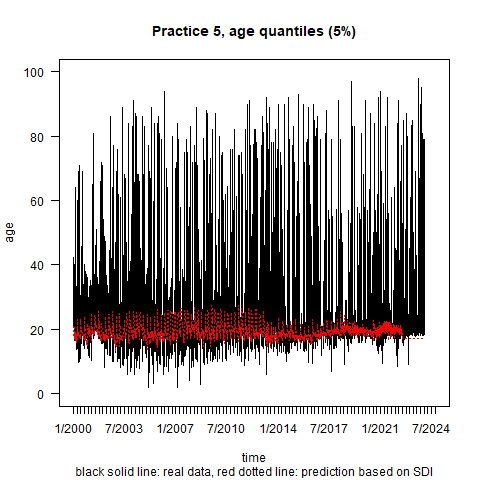 Practice 5, age quantiles (5%)
age
100
80
60
40
20
0
1/2000 7/2003 1/2007 7/2010 1/2014 7/2017 1/2021 7/2024
time
black solid line: real data, red dotted line: prediction based on SDI